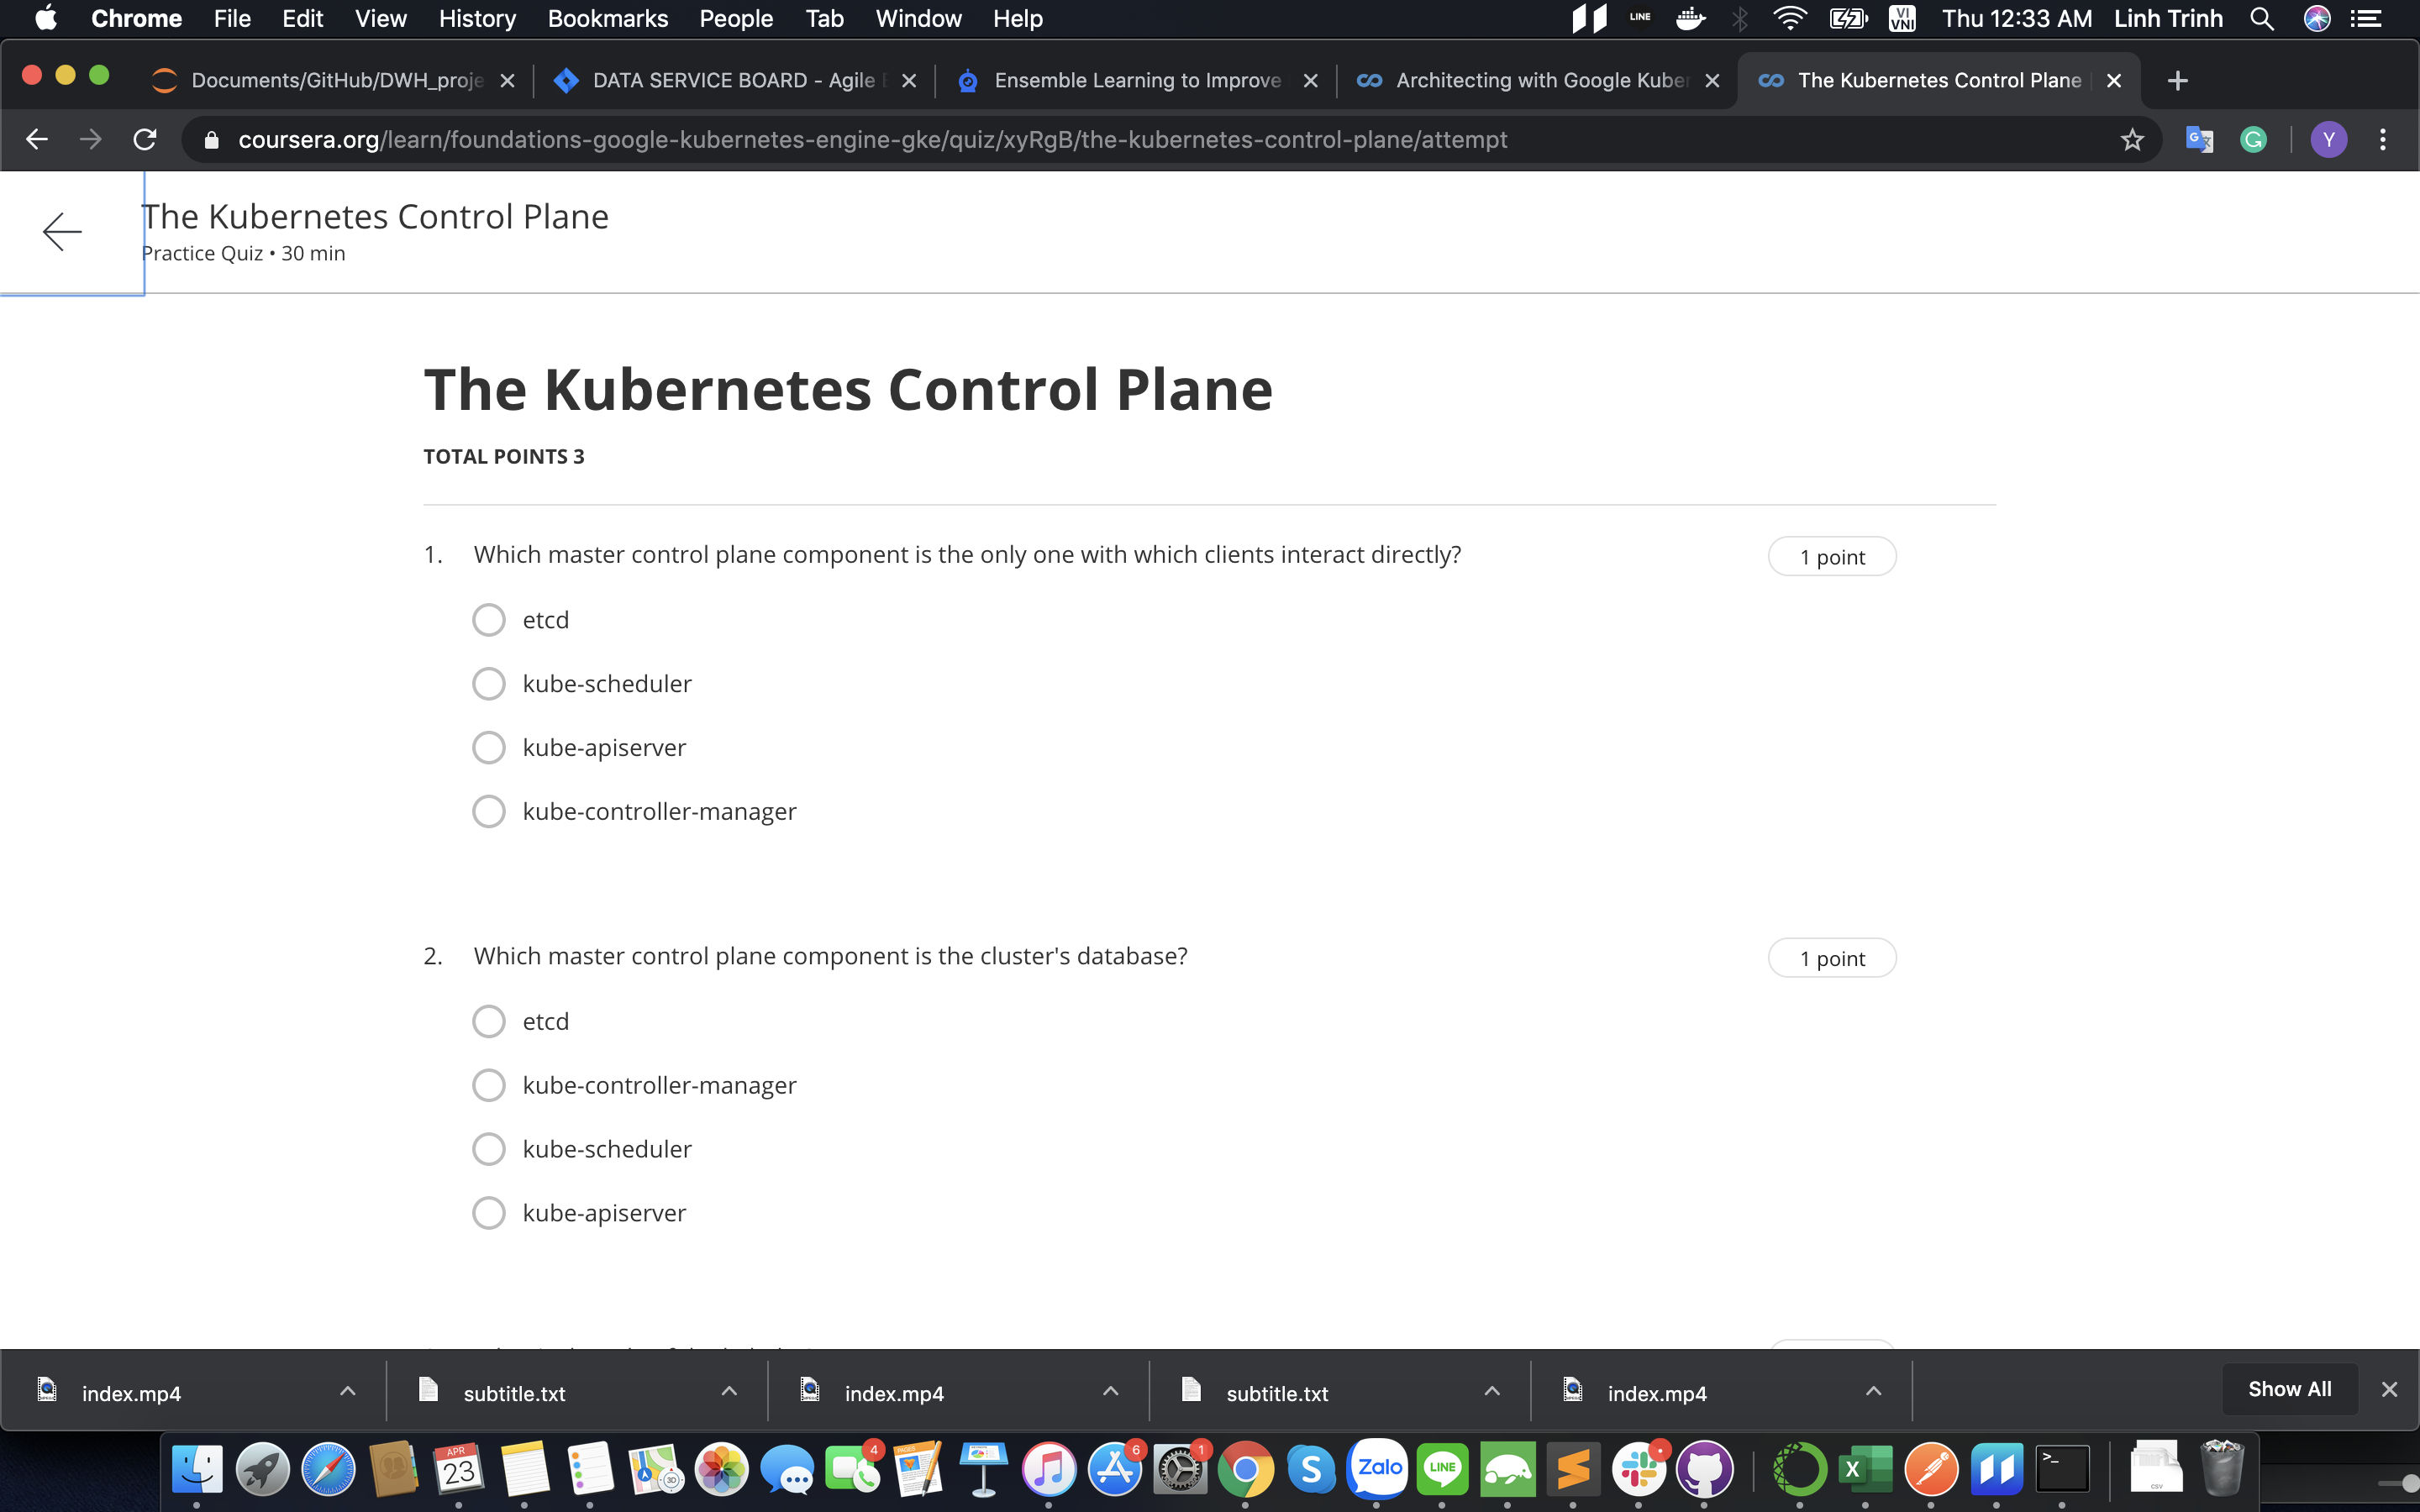 Chrome File Edit View History Bookmarks People Tab Window Help LINE VI VNI Thu 12:33 AM Linh Trinh
Documents/GitHub/DWH_proje DATA SERVICE BOARD - Agile Ensemble Learning to Improve Architecting with Google Kuber The Kubernetes Control Plane
coursera.org/learn/foundations-google-kubernetes-engine-gke/quiz/xyRgB/the-kubernetes-control-plane/attempt Y
The Kubernetes Control Plane
Practice Quiz • 30 min
The Kubernetes Control Plane
TOTAL POINTS 3
1. Which master control plane component is the only one with which clients interact directly? 1 point
etcd
kube-scheduler
kube-apiserver
kube-controller-manager
2. Which master control plane component is the cluster's database? 1 point
etcd
kube-controller-manager
kube-scheduler
kube-apiserver
index.mp4 subtitle.txt index.mp4 subtitle.txt index.mp4 Show All
APR 23 3D 4 PAGES 6 1 S Zalo LINE X >_ CSV